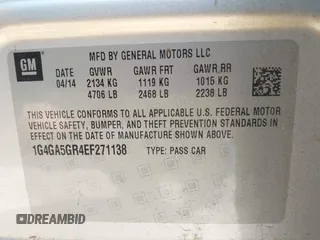 GM
MFD BY GENERAL MOTORS LLC
04/14 GVWR GAWR FRT GAWR RR
2134 KG 1119 KG 1015 KG
4706 LB 2468 LB 2238 LB
THIS VEHICLE CONFORMS TO ALL APPLICABLE U.S. FEDERAL MOTOR
VEHICLE SAFETY, BUMPER, AND THEFT PREVENTION STANDARDS IN
EFFECT ON THE DATE OF MANUFACTURE SHOWN ABOVE.
1G4GA5GR4EF271138 TYPE: PASS CAR
© DREAMBID